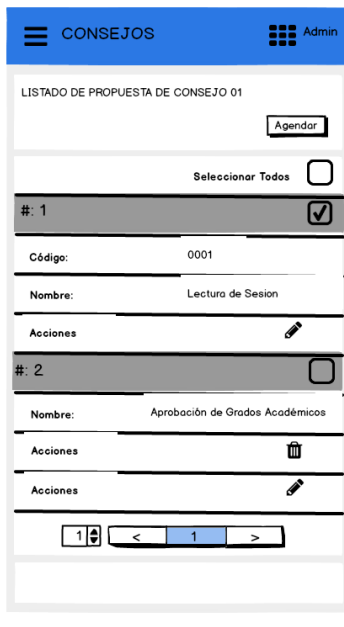 CONSEJOS
Admin
LISTADO DE PROPUESTA DE CONSEJO 01
Agendar
Seleccionar Todos
#: 1
Código: 0001
Nombre: Lectura de Sesion
Acciones
#: 2
Nombre: Aprobación de Grados Académicos
Acciones
Acciones
1 < 1 >